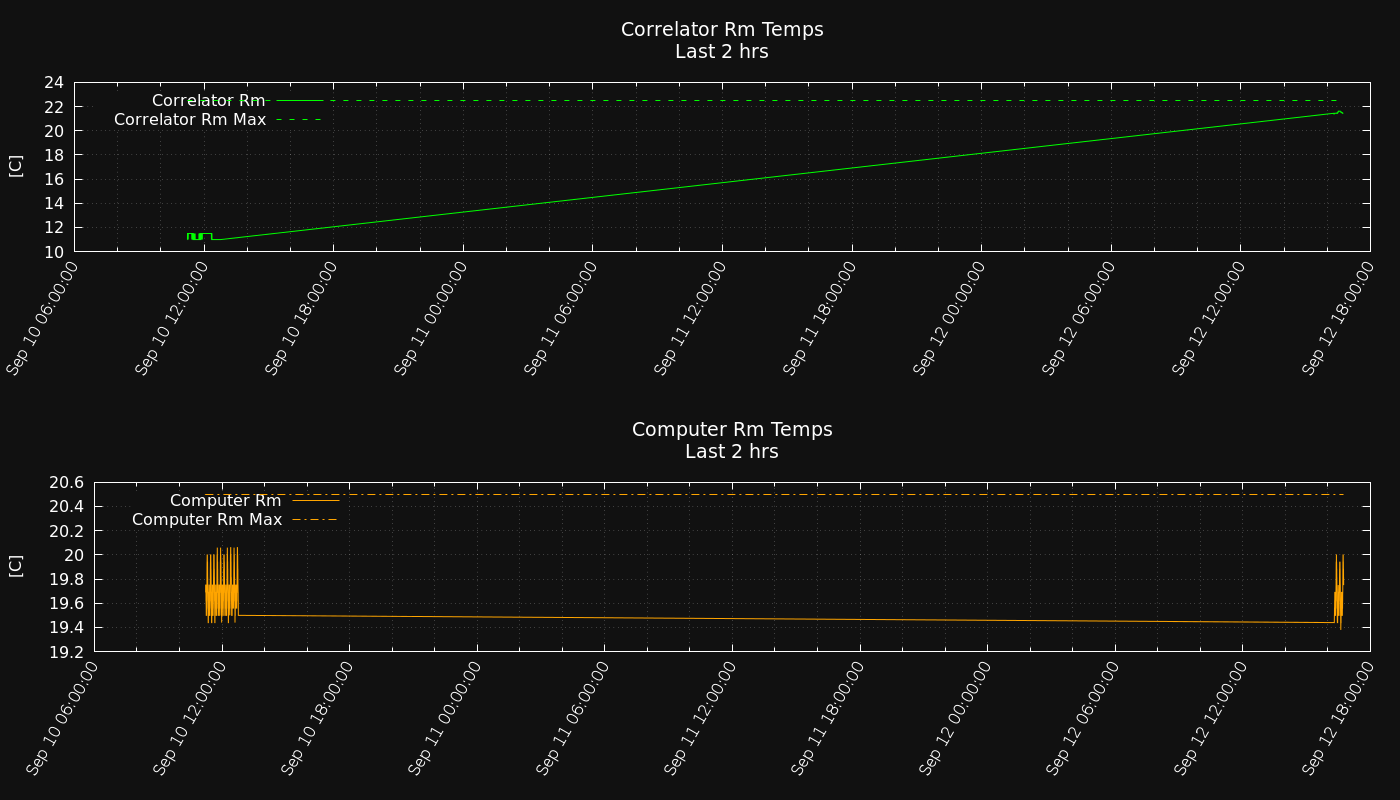 Correlator Rm Temps
Last 2 hrs
[C]
24
22
20
18
16
14
12
10
Correlator Rm
Correlator Rm Max
Sep 10 06:00:00
Sep 10 12:00:00
Sep 10 18:00:00
Sep 11 00:00:00
Sep 11 06:00:00
Sep 11 12:00:00
Sep 11 18:00:00
Sep 12 00:00:00
Sep 12 06:00:00
Sep 12 12:00:00
Sep 12 18:00:00
Computer Rm Temps
Last 2 hrs
[C]
20.6
20.4
20.2
20
19.8
19.6
19.4
19.2
Computer Rm
Computer Rm Max
Sep 10 06:00:00
Sep 10 12:00:00
Sep 10 18:00:00
Sep 11 00:00:00
Sep 11 06:00:00
Sep 11 12:00:00
Sep 11 18:00:00
Sep 12 00:00:00
Sep 12 06:00:00
Sep 12 12:00:00
Sep 12 18:00:00